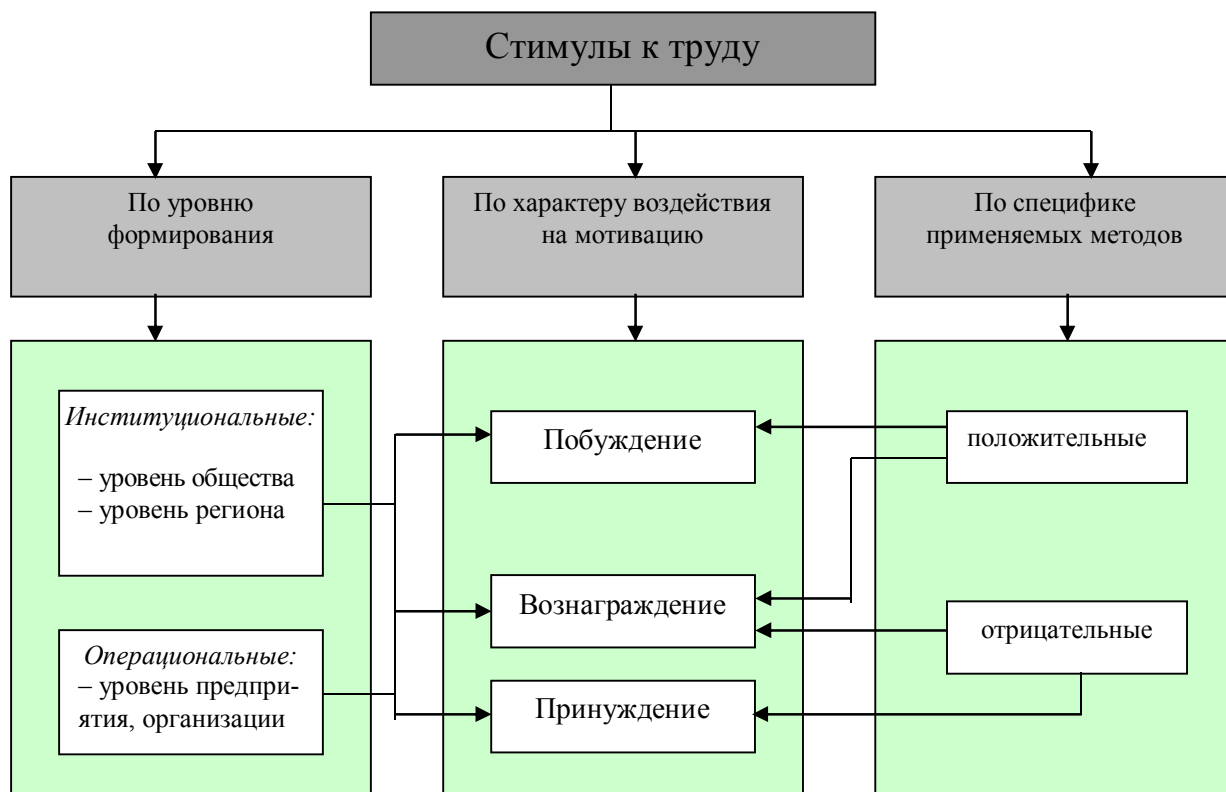 Стимулы к труду
По уровню
формирования
По характеру воздействия
на мотивацию
По специфике
применяемых методов
Институциональные:
– уровень общества
– уровень региона
Операциональные:
– уровень предпри-
ятия, организации
Побуждение
Вознаграждение
Принуждение
положительные
отрицательные